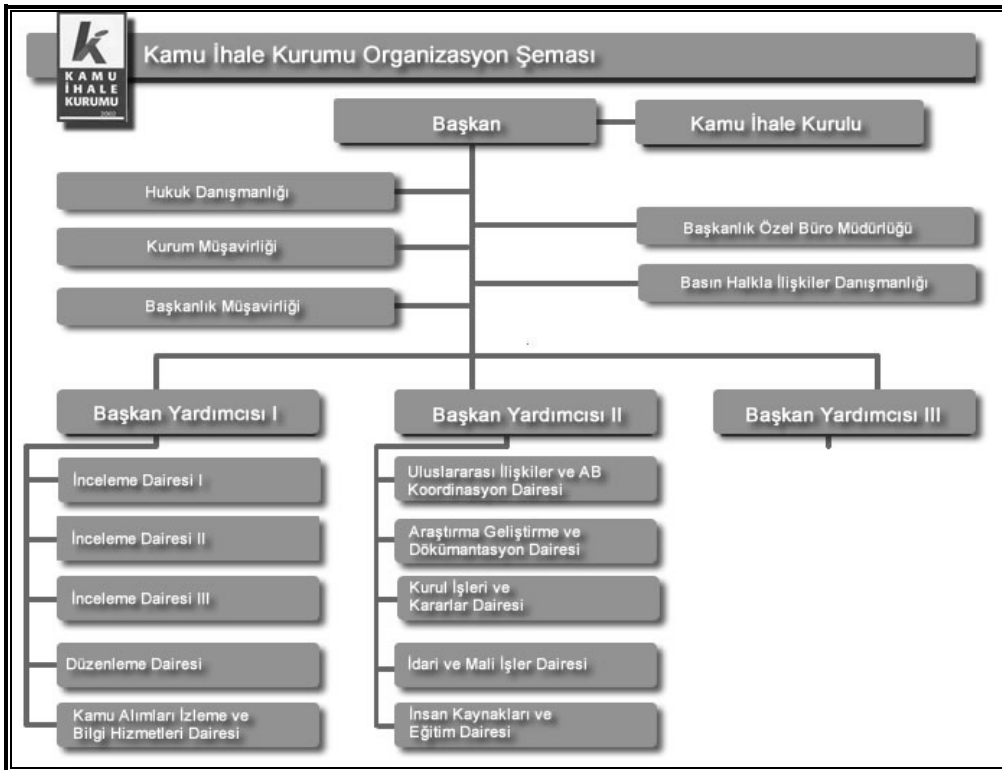 KAMU
İHALE
KURUMU
2002
Kamu İhale Kurumu Organizasyon Şeması
Başkan
Kamu İhale Kurulu
Hukuk Danışmanlığı
Kurum Müşavirliği
Başkanlık Müşavirliği
Başkanlık Özel Büro Müdürlüğü
Basın Halkla İlişkiler Danışmanlığı
Başkan Yardımcısı I
İnceleme Dairesi I
İnceleme Dairesi II
İnceleme Dairesi III
Düzenleme Dairesi
Kamu Alımları İzleme ve
Bilgi Hizmetleri Dairesi
Başkan Yardımcısı II
Uluslararası İlişkiler ve AB
Koordinasyon Dairesi
Araştırma Geliştirme ve
Dökümantasyon Dairesi
Kurul İşleri ve
Kararlar Dairesi
İdari ve Mali İşler Dairesi
İnsan Kaynakları ve
Eğitim Dairesi
Başkan Yardımcısı III